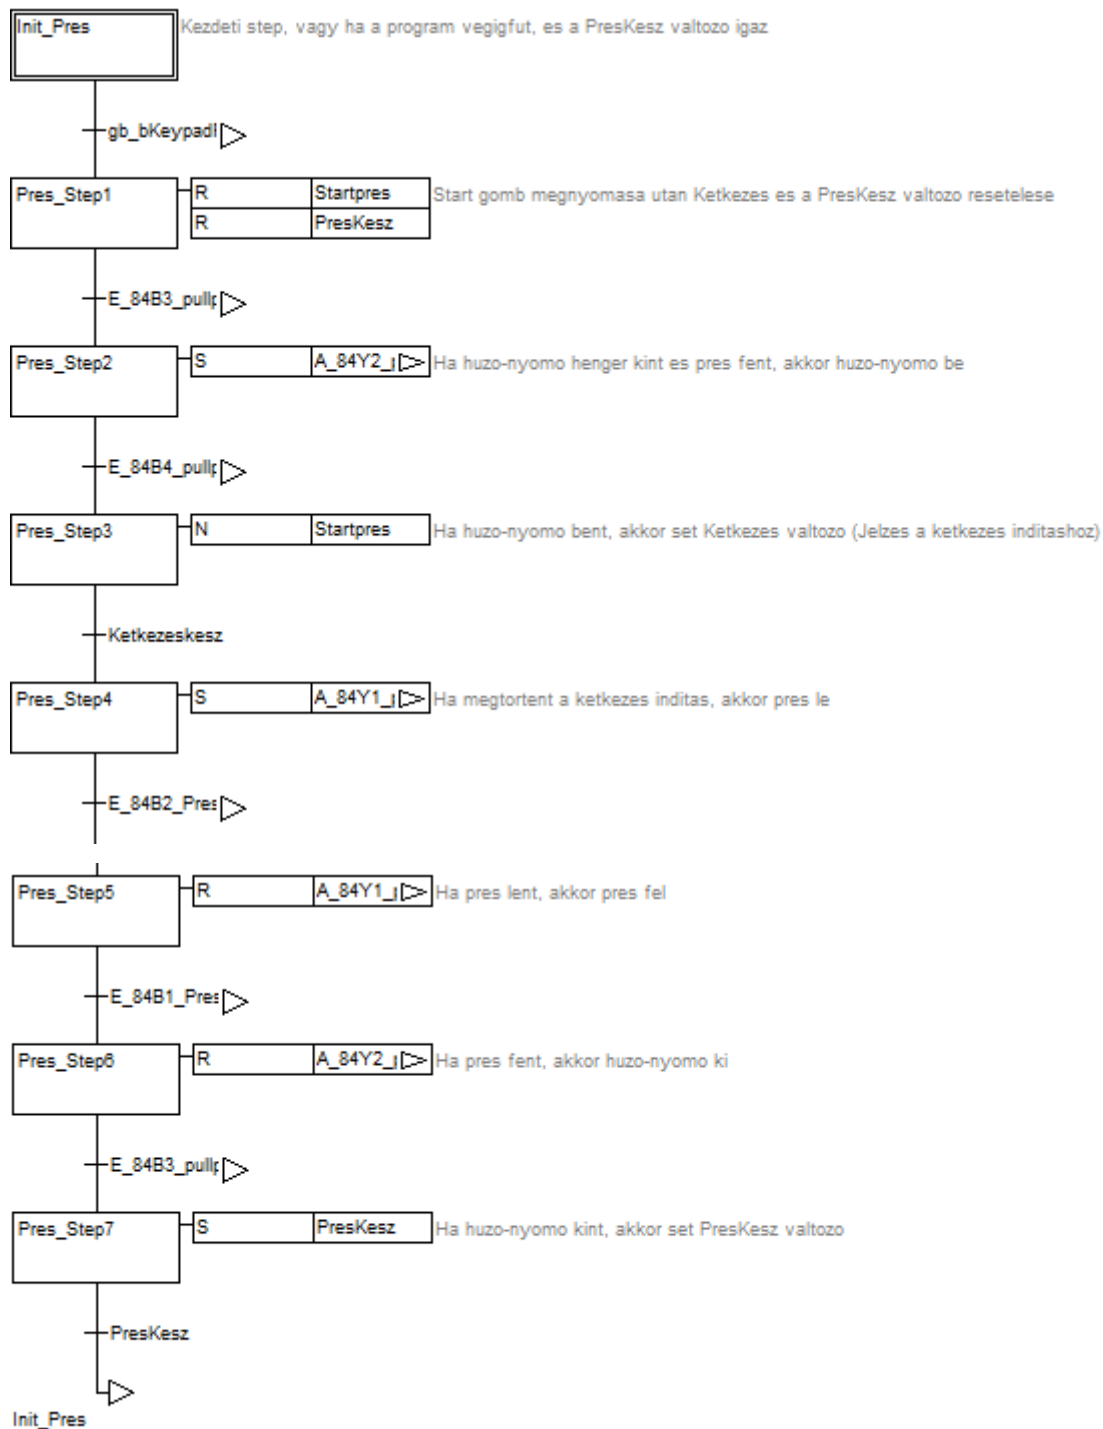 Init_Pres Kezdeti step, vagy ha a program vegigfut, es a PresKesz valtozo igaz
gb_bKeypad
Pres_Step1 R Startpres Start gomb megnyomasa utan Ketkezes es a PresKesz valtozo resetelese
R PresKesz
E_84B3_pull
Pres_Step2 S A_84Y2_ Ha huzo-nyomo henger kint es pres fent, akkor huzo-nyomo be
E_84B4_pull
Pres_Step3 N Startpres Ha huzo-nyomo bent, akkor set Ketkezes valtozo (Jelzes a ketkezes inditashoz)
Ketkezeskesz
Pres_Step4 S A_84Y1_ Ha megtortent a ketkezes inditas, akkor pres le
E_84B2_Pres
Pres_Step5 R A_84Y1_ Ha pres lent, akkor pres fel
E_84B1_Pres
Pres_Step6 R A_84Y2_ Ha pres fent, akkor huzo-nyomo ki
E_84B3_pull
Pres_Step7 S PresKesz Ha huzo-nyomo kint, akkor set PresKesz valtozo
PresKesz
Init_Pres